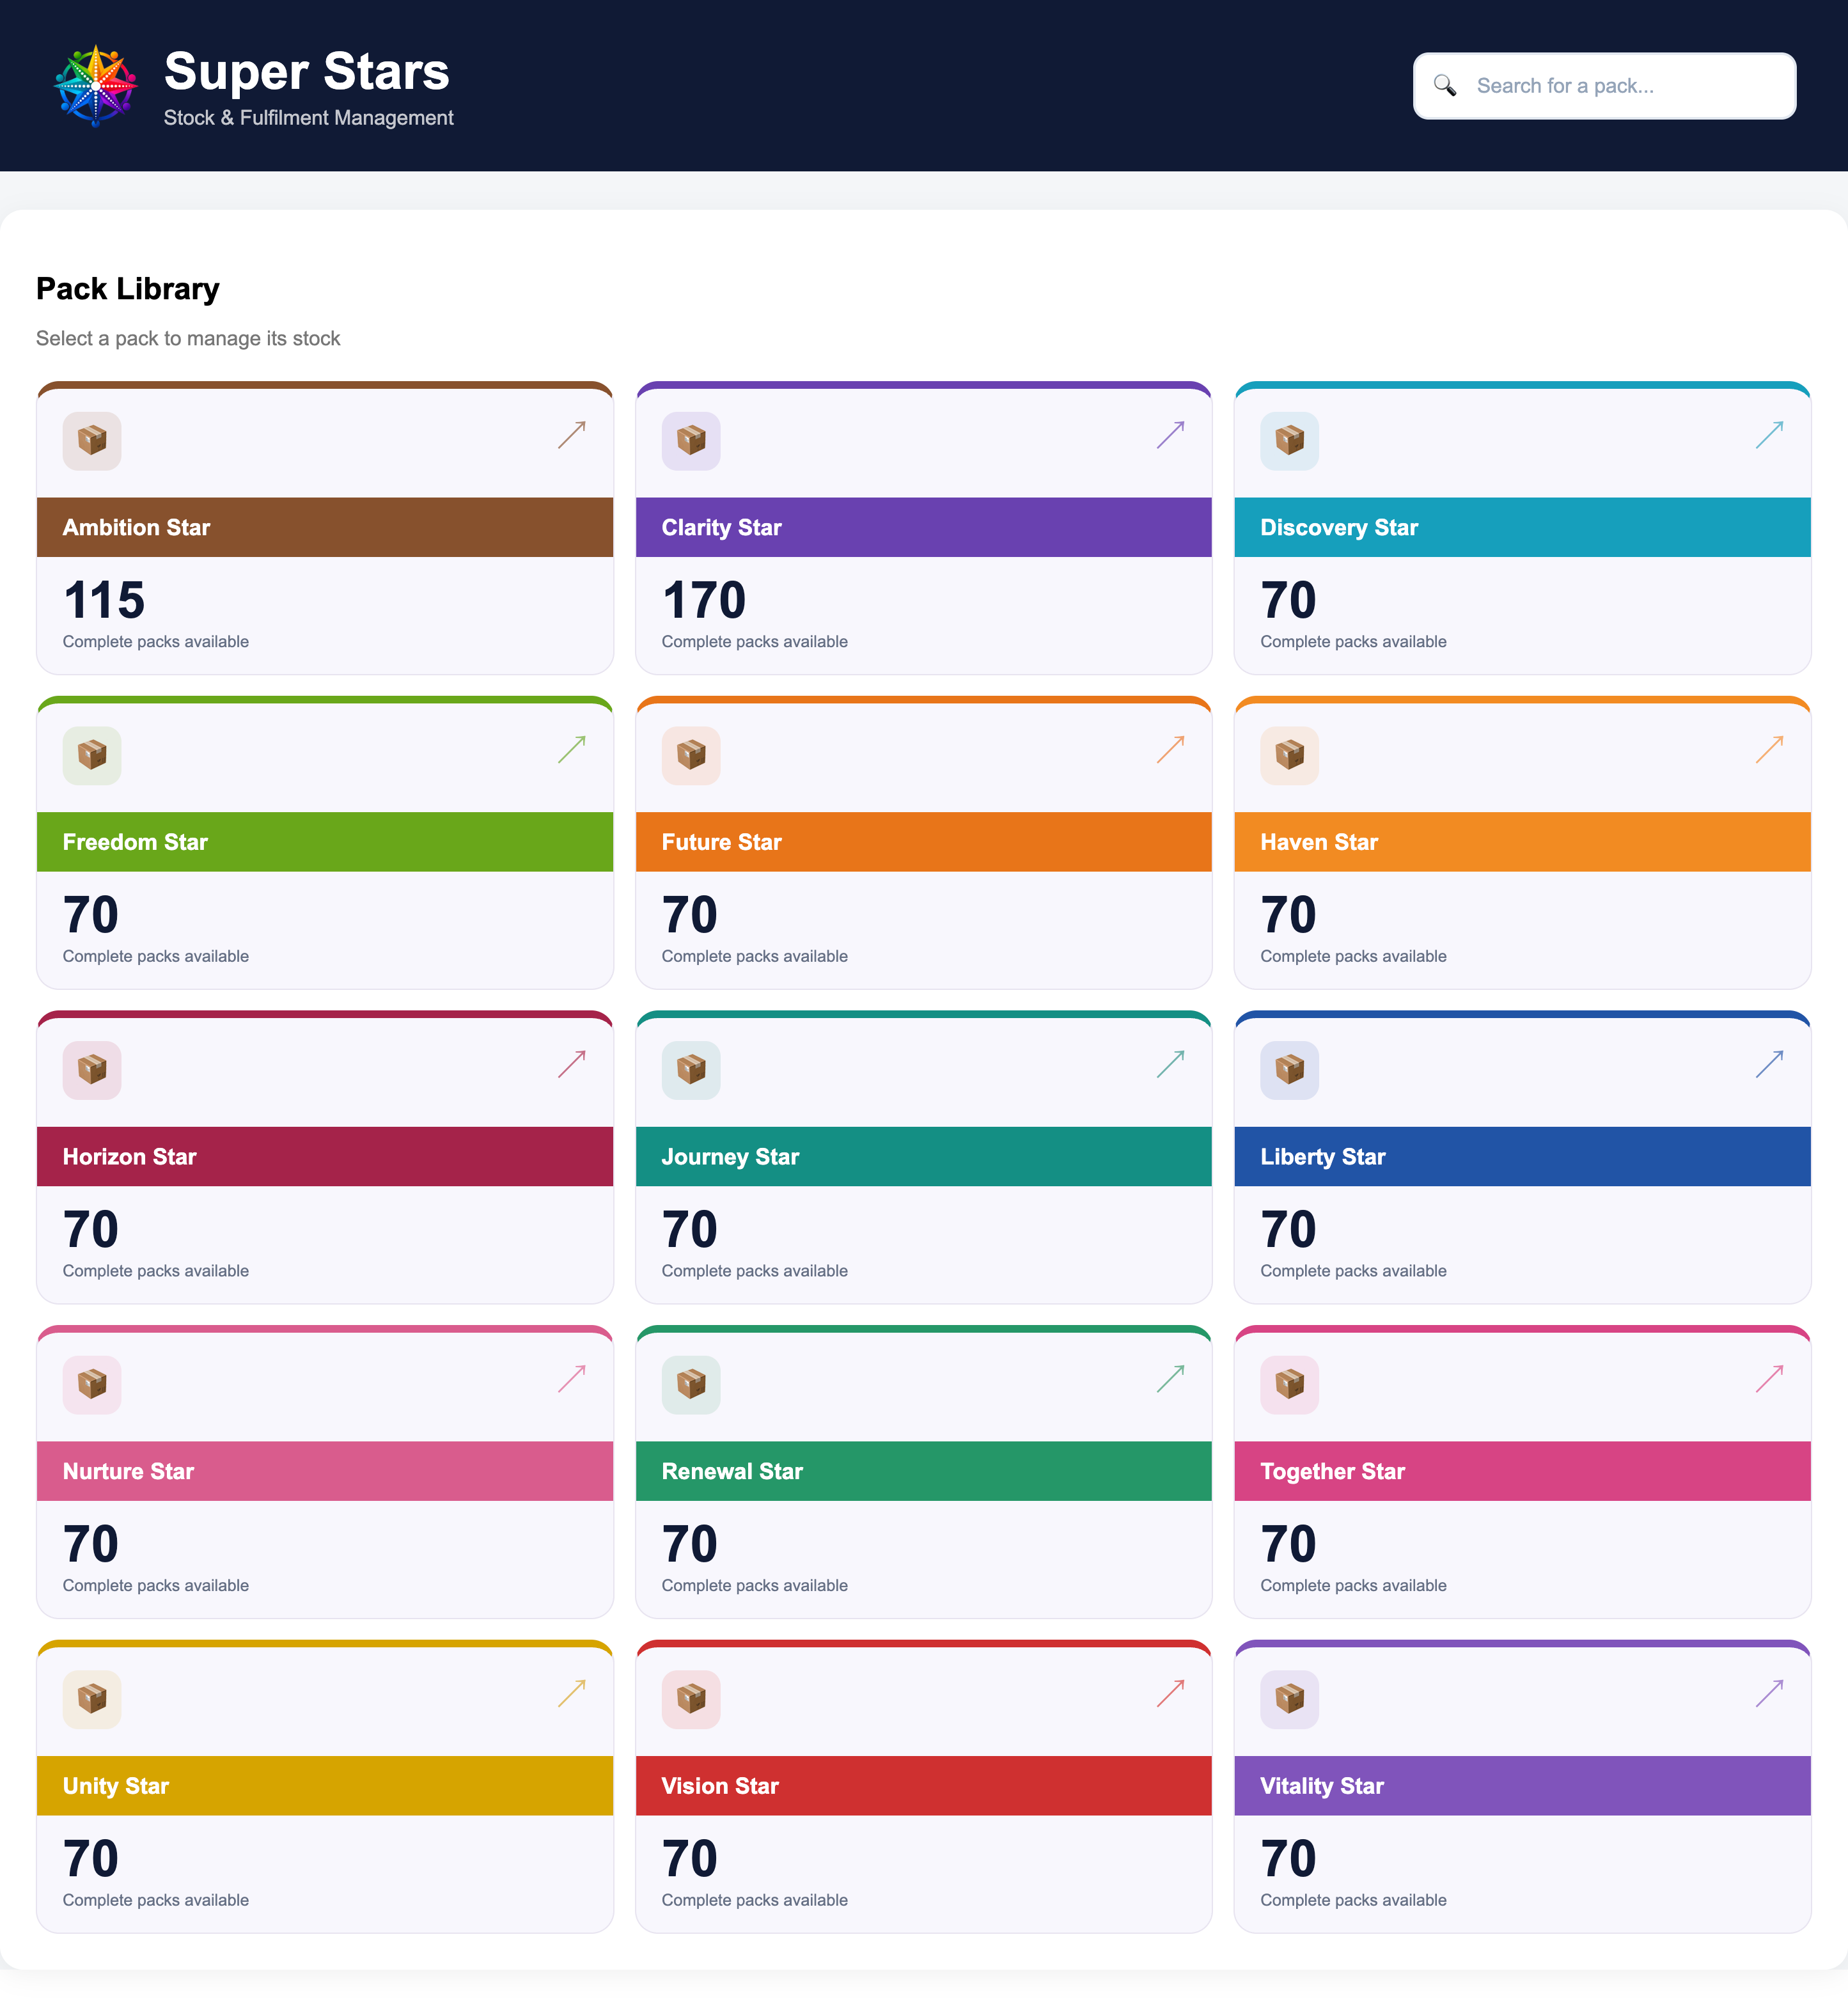 Super Stars
Stock & Fulfilment Management
Search for a pack...
Pack Library
Select a pack to manage its stock
Ambition Star
115
Complete packs available
Clarity Star
170
Complete packs available
Discovery Star
70
Complete packs available
Freedom Star
70
Complete packs available
Future Star
70
Complete packs available
Haven Star
70
Complete packs available
Horizon Star
70
Complete packs available
Journey Star
70
Complete packs available
Liberty Star
70
Complete packs available
Nurture Star
70
Complete packs available
Renewal Star
70
Complete packs available
Together Star
70
Complete packs available
Unity Star
70
Complete packs available
Vision Star
70
Complete packs available
Vitality Star
70
Complete packs available